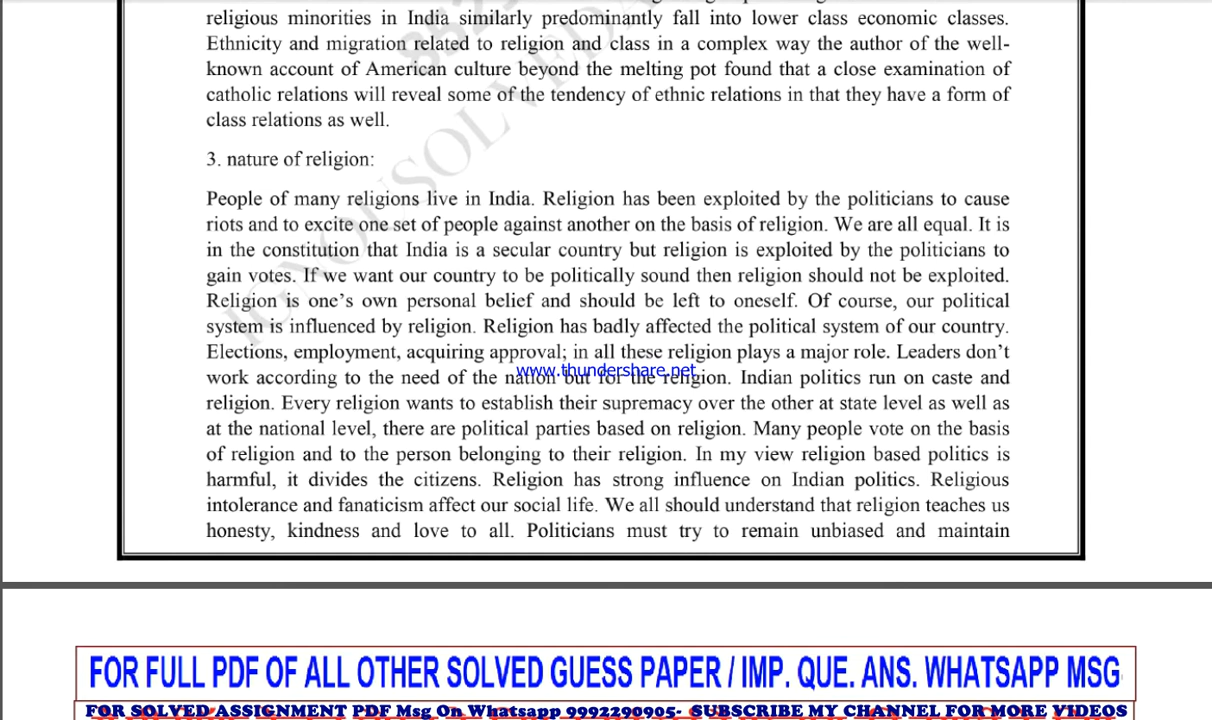 religious minorities in India similarly predominantly fall into lower class economic classes.
Ethnicity and migration related to religion and class in a complex way the author of the well-
known account of American culture beyond the melting pot found that a close examination of
catholic relations will reveal some of the tendency of ethnic relations in that they have a form of
class relations as well.
3. nature of religion:
People of many religions live in India. Religion has been exploited by the politicians to cause
riots and to excite one set of people against another on the basis of religion. We are all equal. It is
in the constitution that India is a secular country but religion is exploited by the politicians to
gain votes. If we want our country to be politically sound then religion should not be exploited.
Religion is one's own personal belief and should be left to oneself. Of course, our political
system is influenced by religion. Religion has badly affected the political system of our country.
Elections, employment, acquiring approval; in all these religion plays a major role. Leaders don't
work according to the need of the nation but for the religion. Indian politics run on caste and
www.thundershare.net
religion. Every religion wants to establish their supremacy over the other at state level as well as
at the national level, there are political parties based on religion. Many people vote on the basis
of religion and to the person belonging to their religion. In my view religion based politics is
harmful, it divides the citizens. Religion has strong influence on Indian politics. Religious
intolerance and fanaticism affect our social life. We all should understand that religion teaches us
honesty, kindness and love to all. Politicians must try to remain unbiased and maintain
FOR FULL PDF OF ALL OTHER SOLVED GUESS PAPER / IMP. QUE. ANS. WHATSAPP MSG
FOR SOLVED ASSIGNMENT PDF Msg On Whatsapp 9992290905- SUBSCRIBE MY CHANNEL FOR MORE VIDEOS